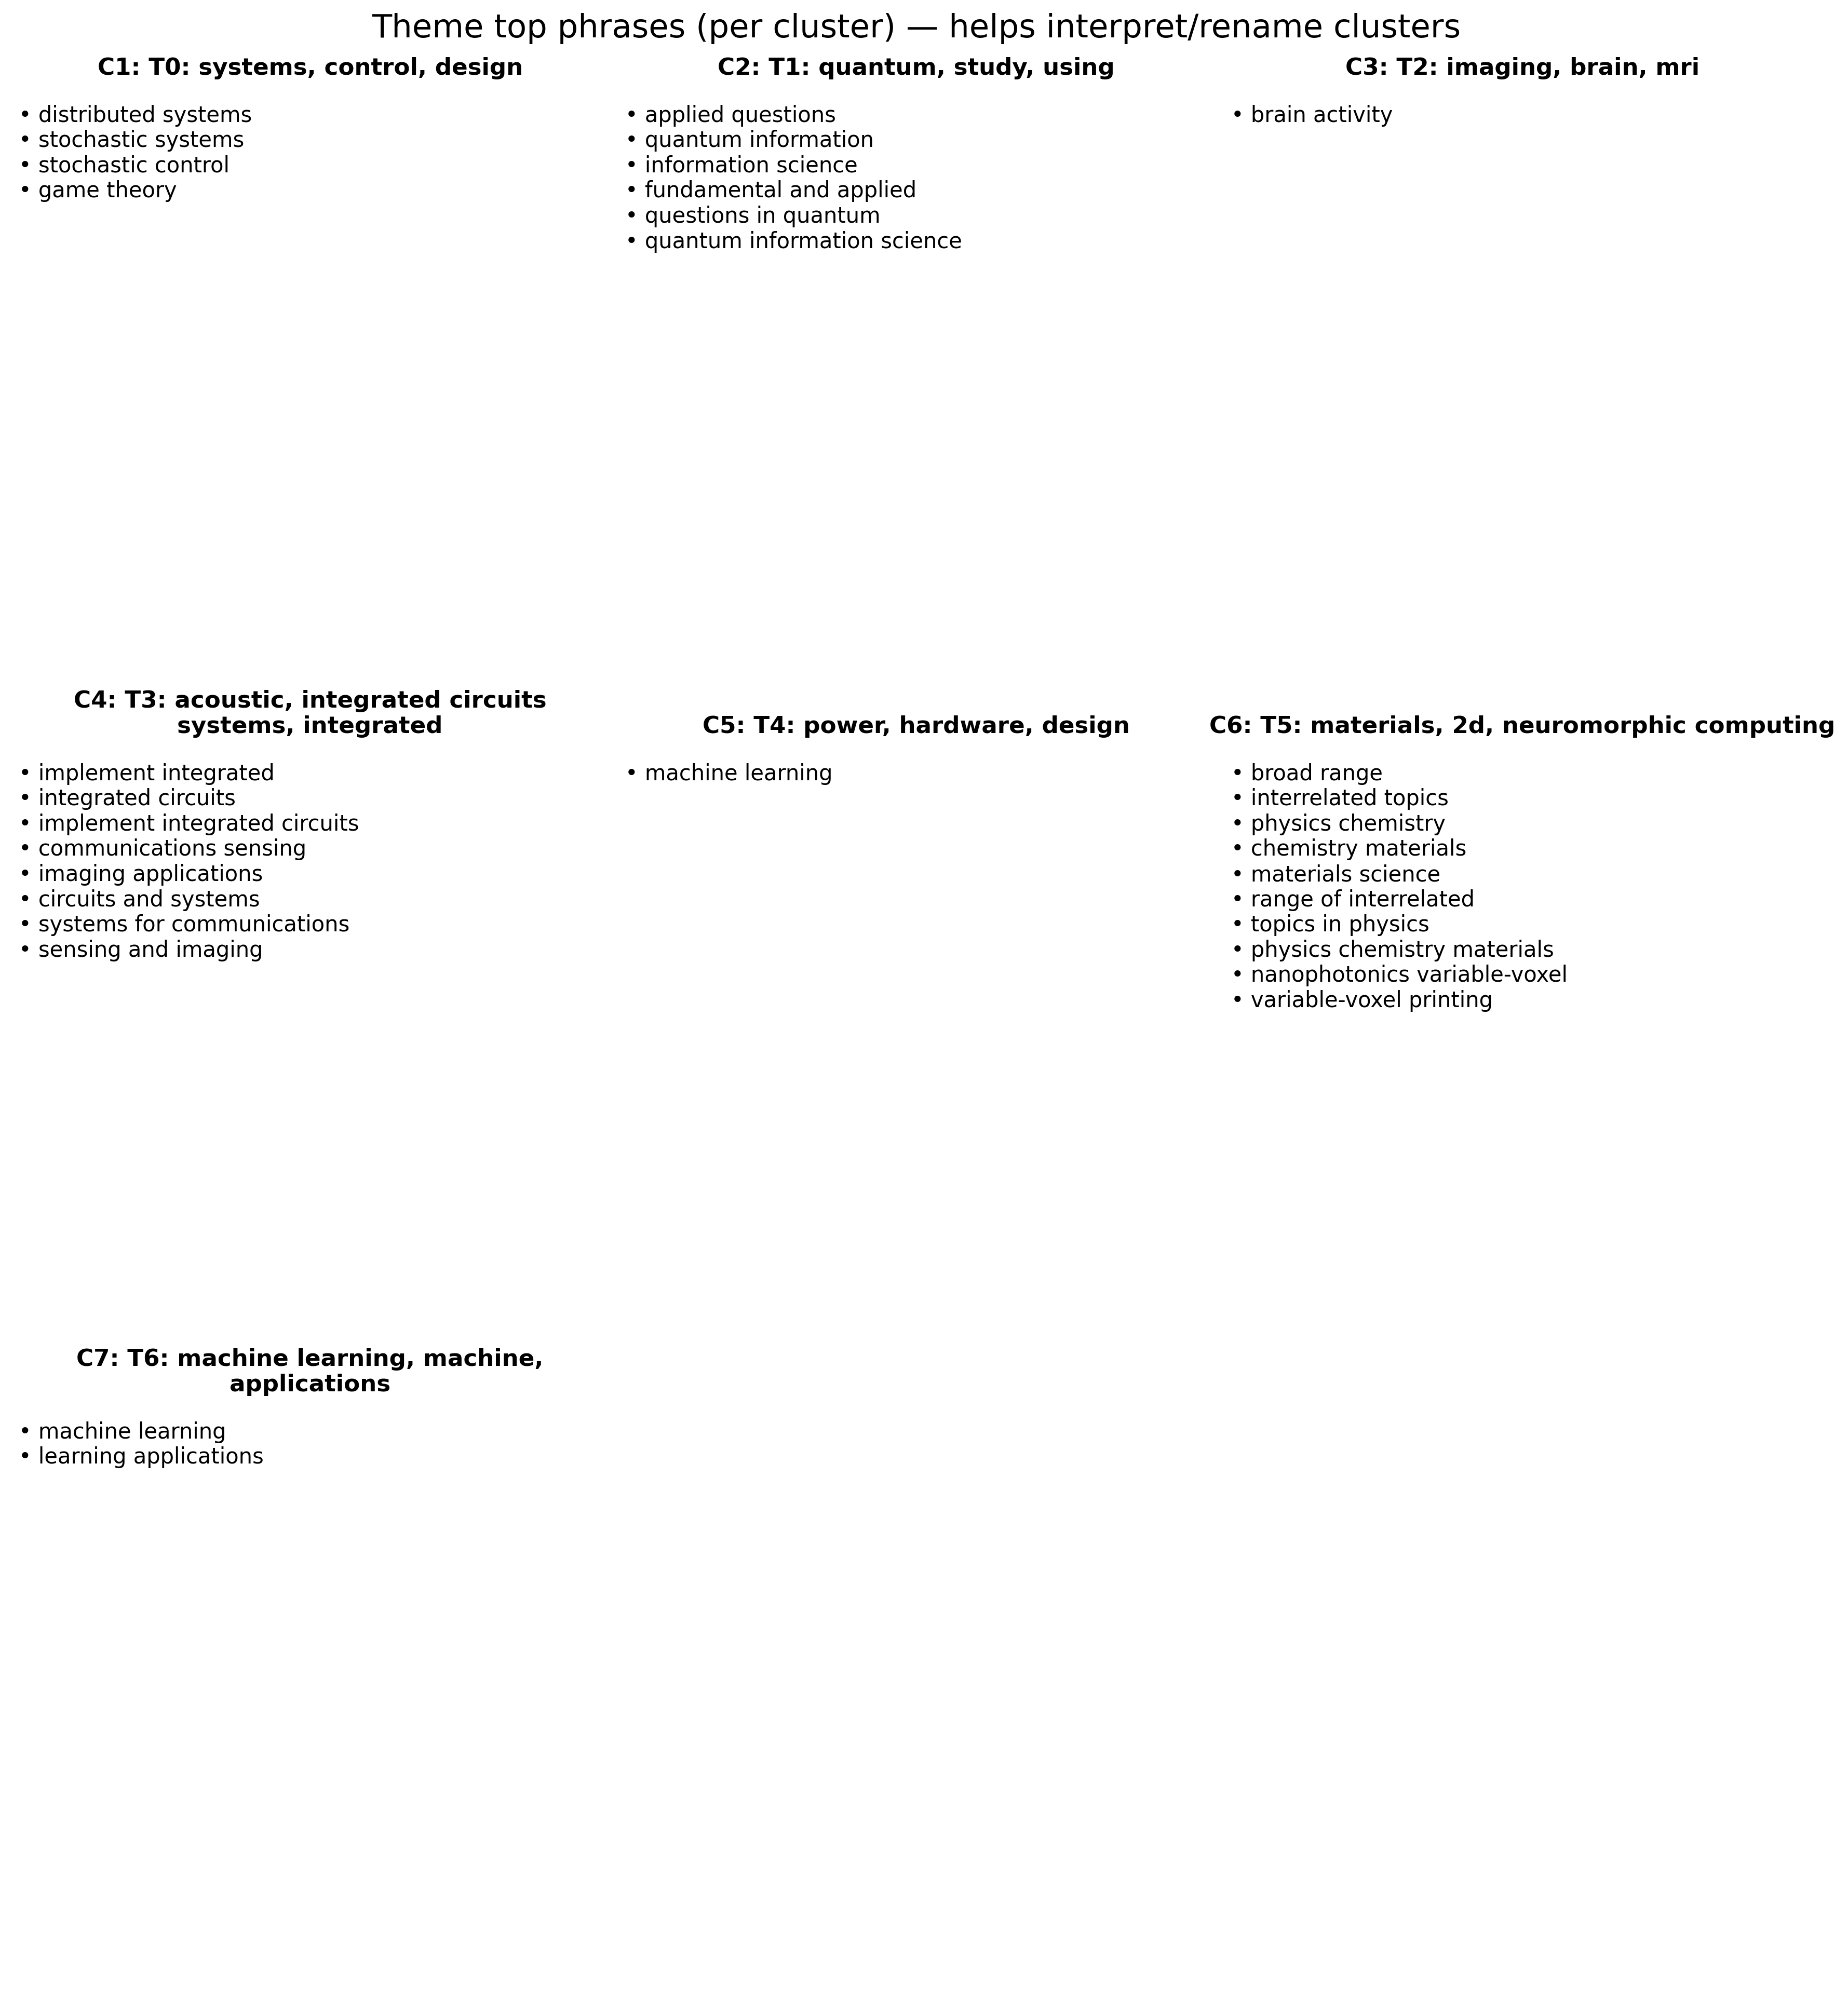 Theme top phrases (per cluster) — helps interpret/rename clusters
C1: T0: systems, control, design
• distributed systems
• stochastic systems
• stochastic control
• game theory
C2: T1: quantum, study, using
• applied questions
• quantum information
• information science
• fundamental and applied
• questions in quantum
• quantum information science
C3: T2: imaging, brain, mri
• brain activity
C4: T3: acoustic, integrated circuits
systems, integrated
• implement integrated
• integrated circuits
• implement integrated circuits
• communications sensing
• imaging applications
• circuits and systems
• systems for communications
• sensing and imaging
C5: T4: power, hardware, design
• machine learning
C6: T5: materials, 2d, neuromorphic computing
• broad range
• interrelated topics
• physics chemistry
• chemistry materials
• materials science
• range of interrelated
• topics in physics
• physics chemistry materials
• nanophotonics variable-voxel
• variable-voxel printing
C7: T6: machine learning, machine,
applications
• machine learning
• learning applications